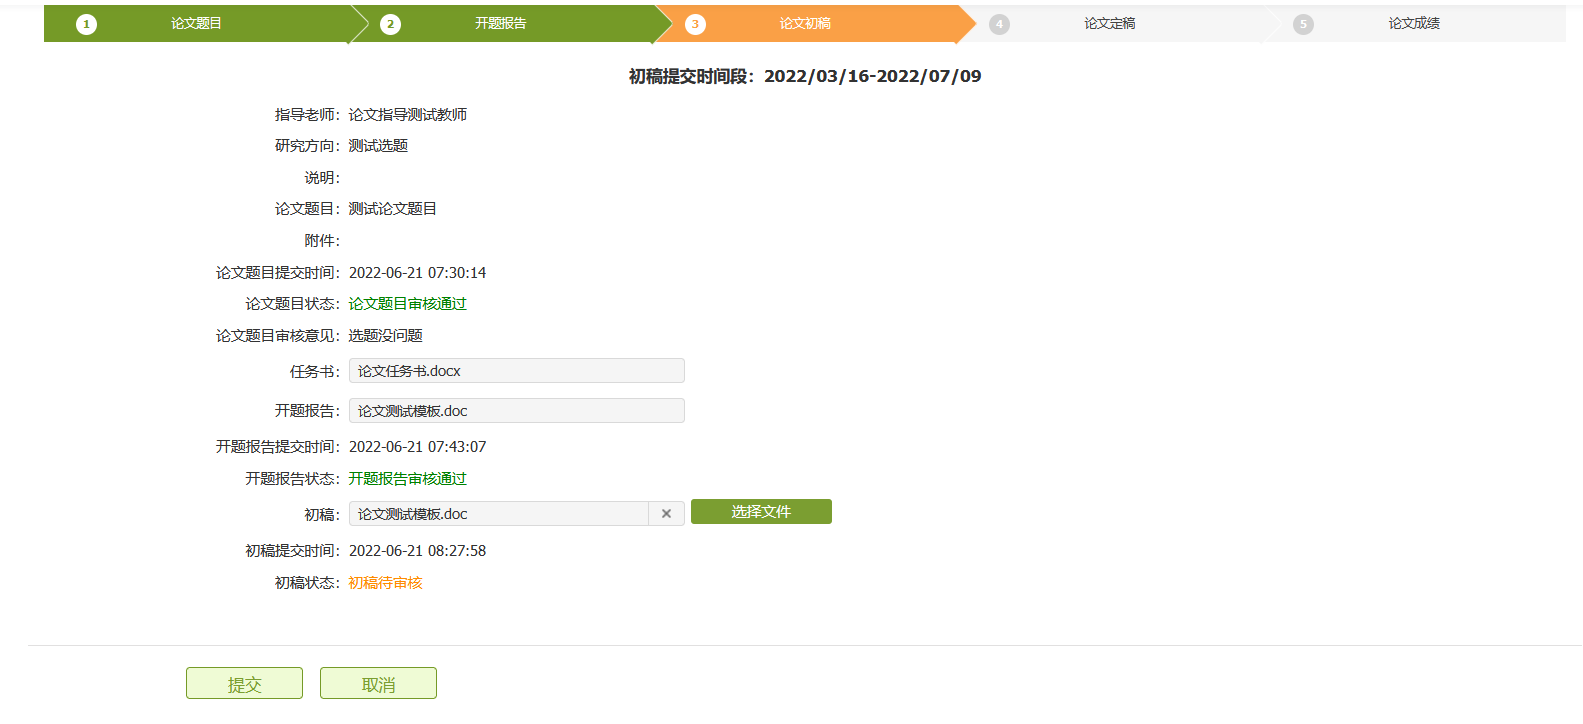 1 论文题目 2 开题报告 3 论文初稿 4 论文定稿 5 论文成绩
初稿提交时间段：2022/03/16-2022/07/09
指导老师：论文指导测试教师
研究方向：测试选题
说明：
论文题目：测试论文题目
附件：
论文题目提交时间：2022-06-21 07:30:14
论文题目状态：论文题目审核通过
论文题目审核意见：选题没问题
任务书：论文任务书.docx
开题报告：论文测试模板.doc
开题报告提交时间：2022-06-21 07:43:07
开题报告状态：开题报告审核通过
初稿：论文测试模板.doc × 选择文件
初稿提交时间：2022-06-21 08:27:58
初稿状态：初稿待审核
提交 取消